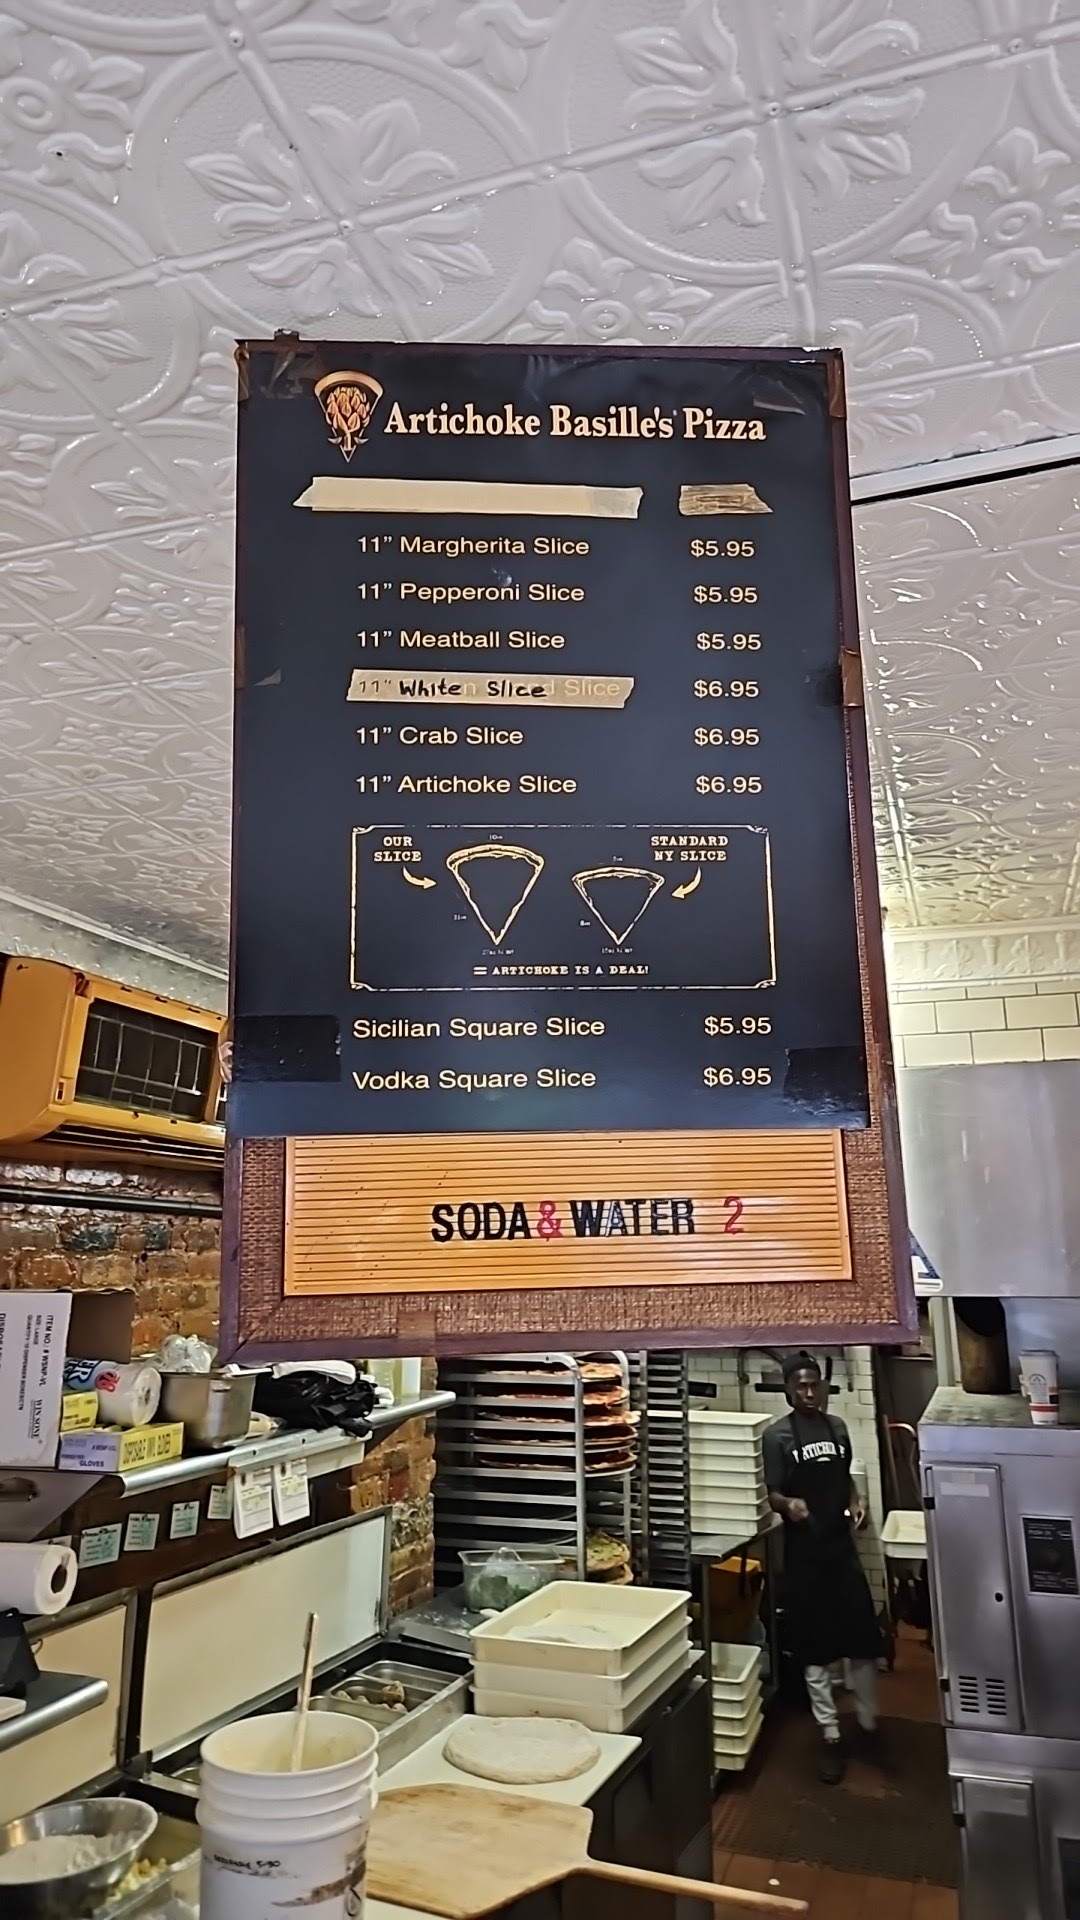 Artichoke Basille's Pizza
11" Margherita Slice $5.95
11" Pepperoni Slice $5.95
11" Meatball Slice $5.95
11" White Slice $6.95
11" Crab Slice $6.95
11" Artichoke Slice $6.95
OUR SLICE
STANDARD NY SLICE
= ARTICHOKE IS A DEAL!
Sicilian Square Slice $5.95
Vodka Square Slice $6.95
SODA & WATER 2
GLOVES